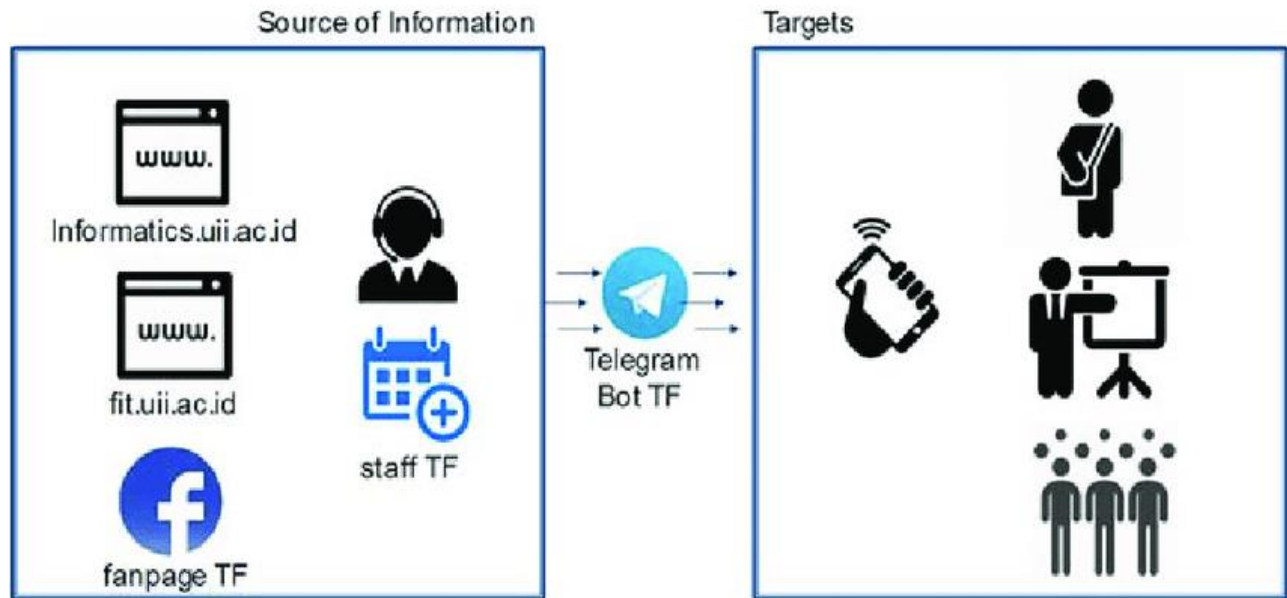 Source of Information
Targets
www.
Informatics.uii.ac.id
www.
fit.uii.ac.id
fanpage TF
staff TF
Telegram
Bot TF